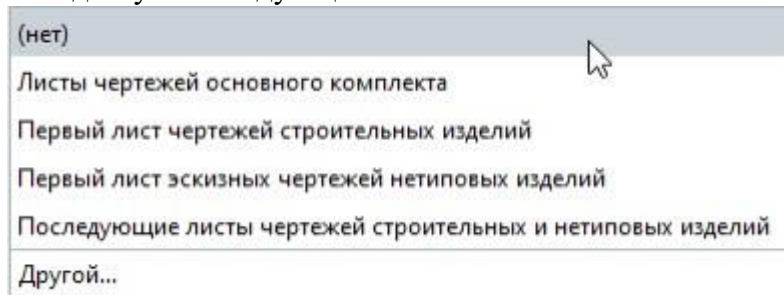 (нет)
Листы чертежей основного комплекта
Первый лист чертежей строительных изделий
Первый лист эскизных чертежей нетиповых изделий
Последующие листы чертежей строительных и нетиповых изделий
Другой...